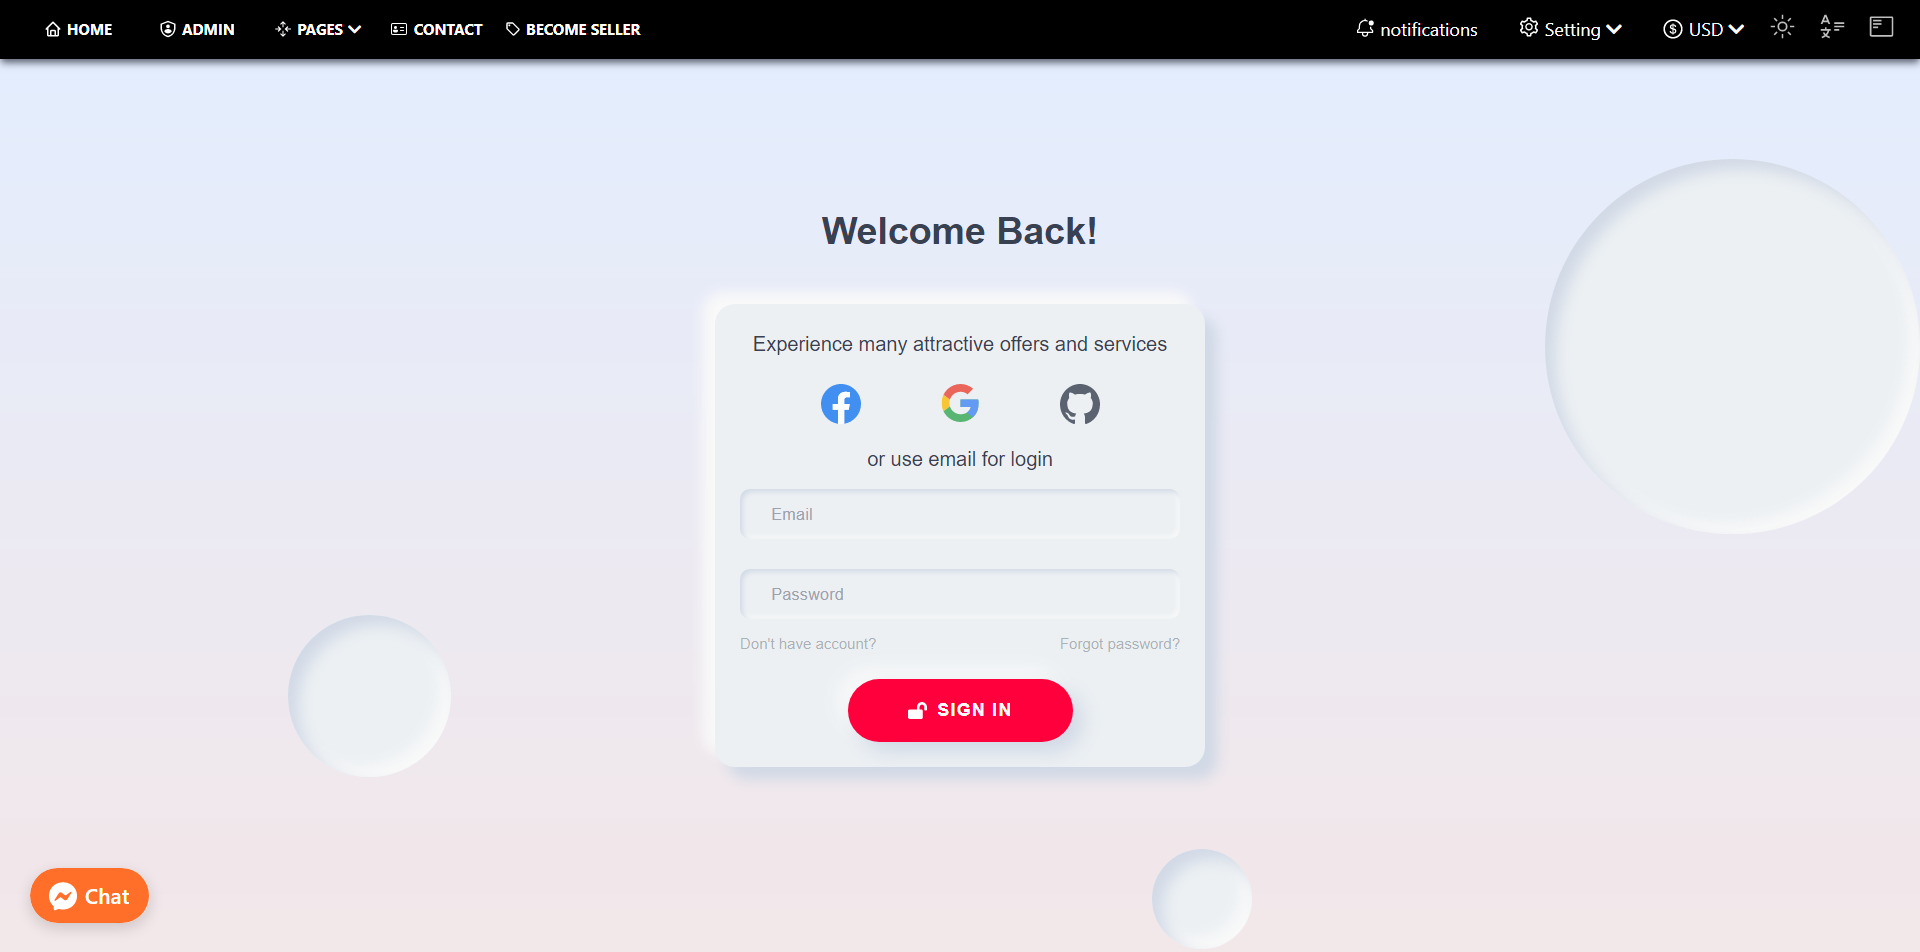 HOME ADMIN PAGES CONTACT BECOME SELLER notifications Setting USD
Welcome Back!
Experience many attractive offers and services
or use email for login
Email
Password
Don't have account? Forgot password?
SIGN IN
Chat